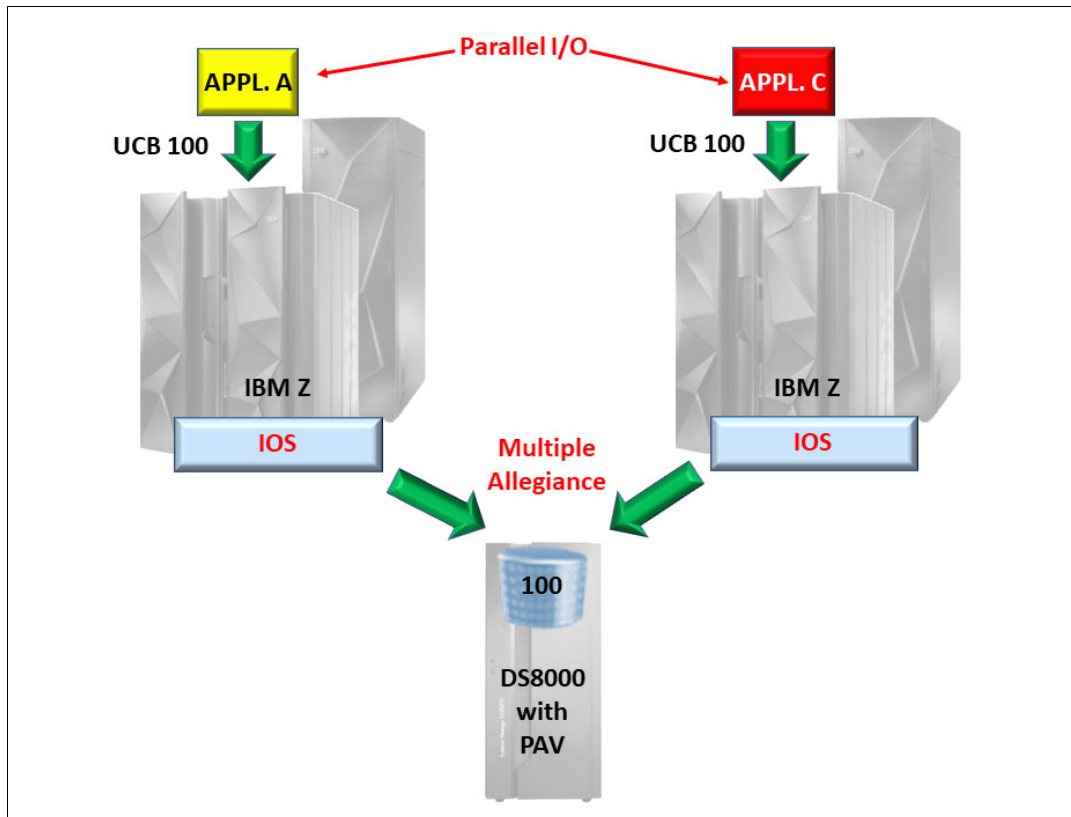 Parallel I/O
APPL. A
APPL. C
UCB 100
UCB 100
IBM Z
IBM Z
IOS
IOS
Multiple
Allegiance
100
DS8000
with
PAV